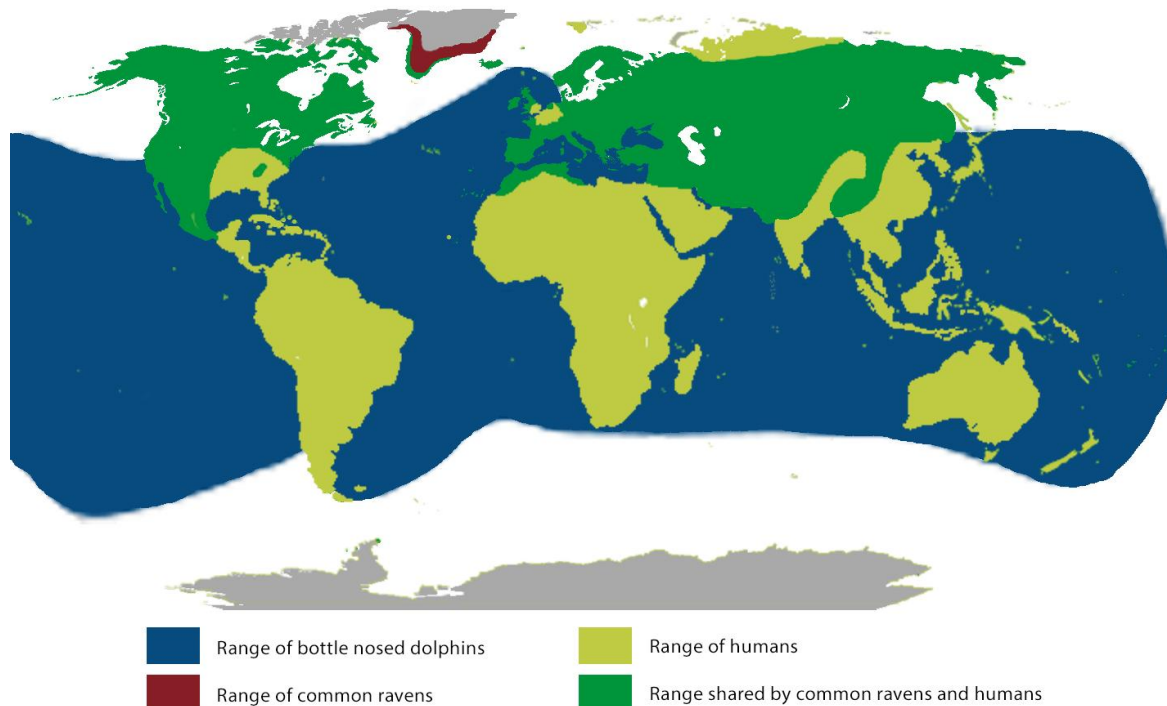 Range of bottle nosed dolphins
Range of humans
Range of common ravens
Range shared by common ravens and humans